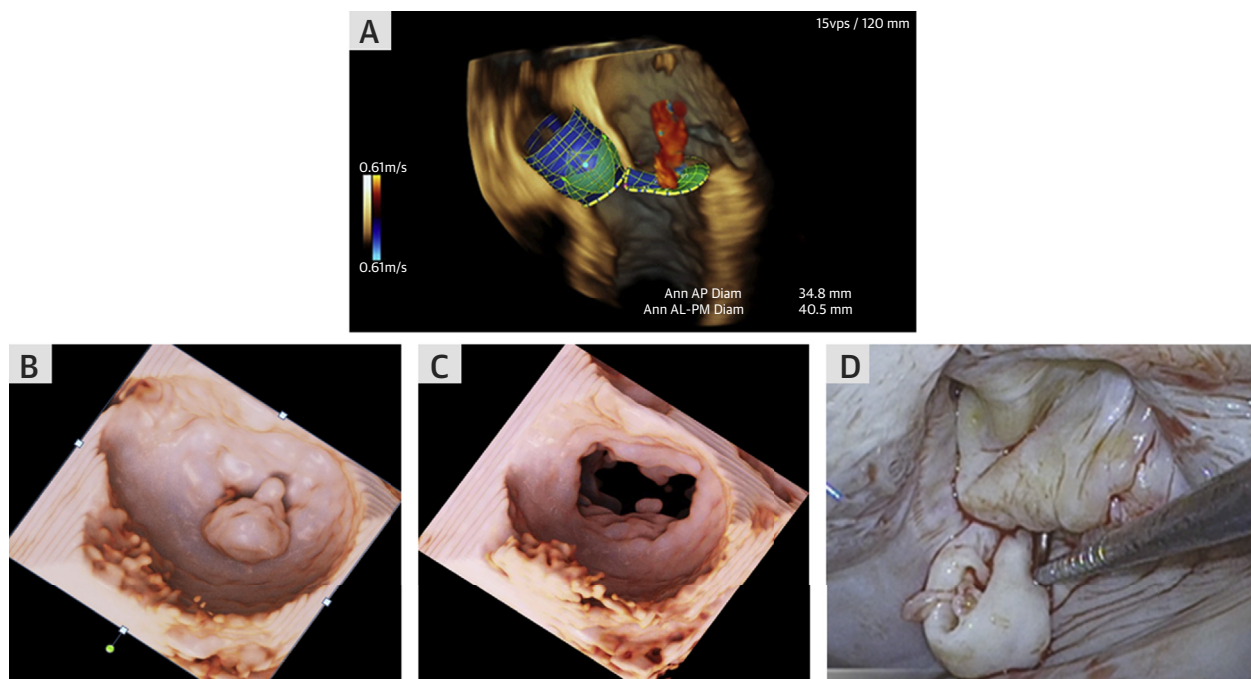 A
15vps / 120 mm
0.61m/s
0.61m/s
Ann AP Diam 34.8 mm
Ann AL-PM Diam 40.5 mm
B
C
D